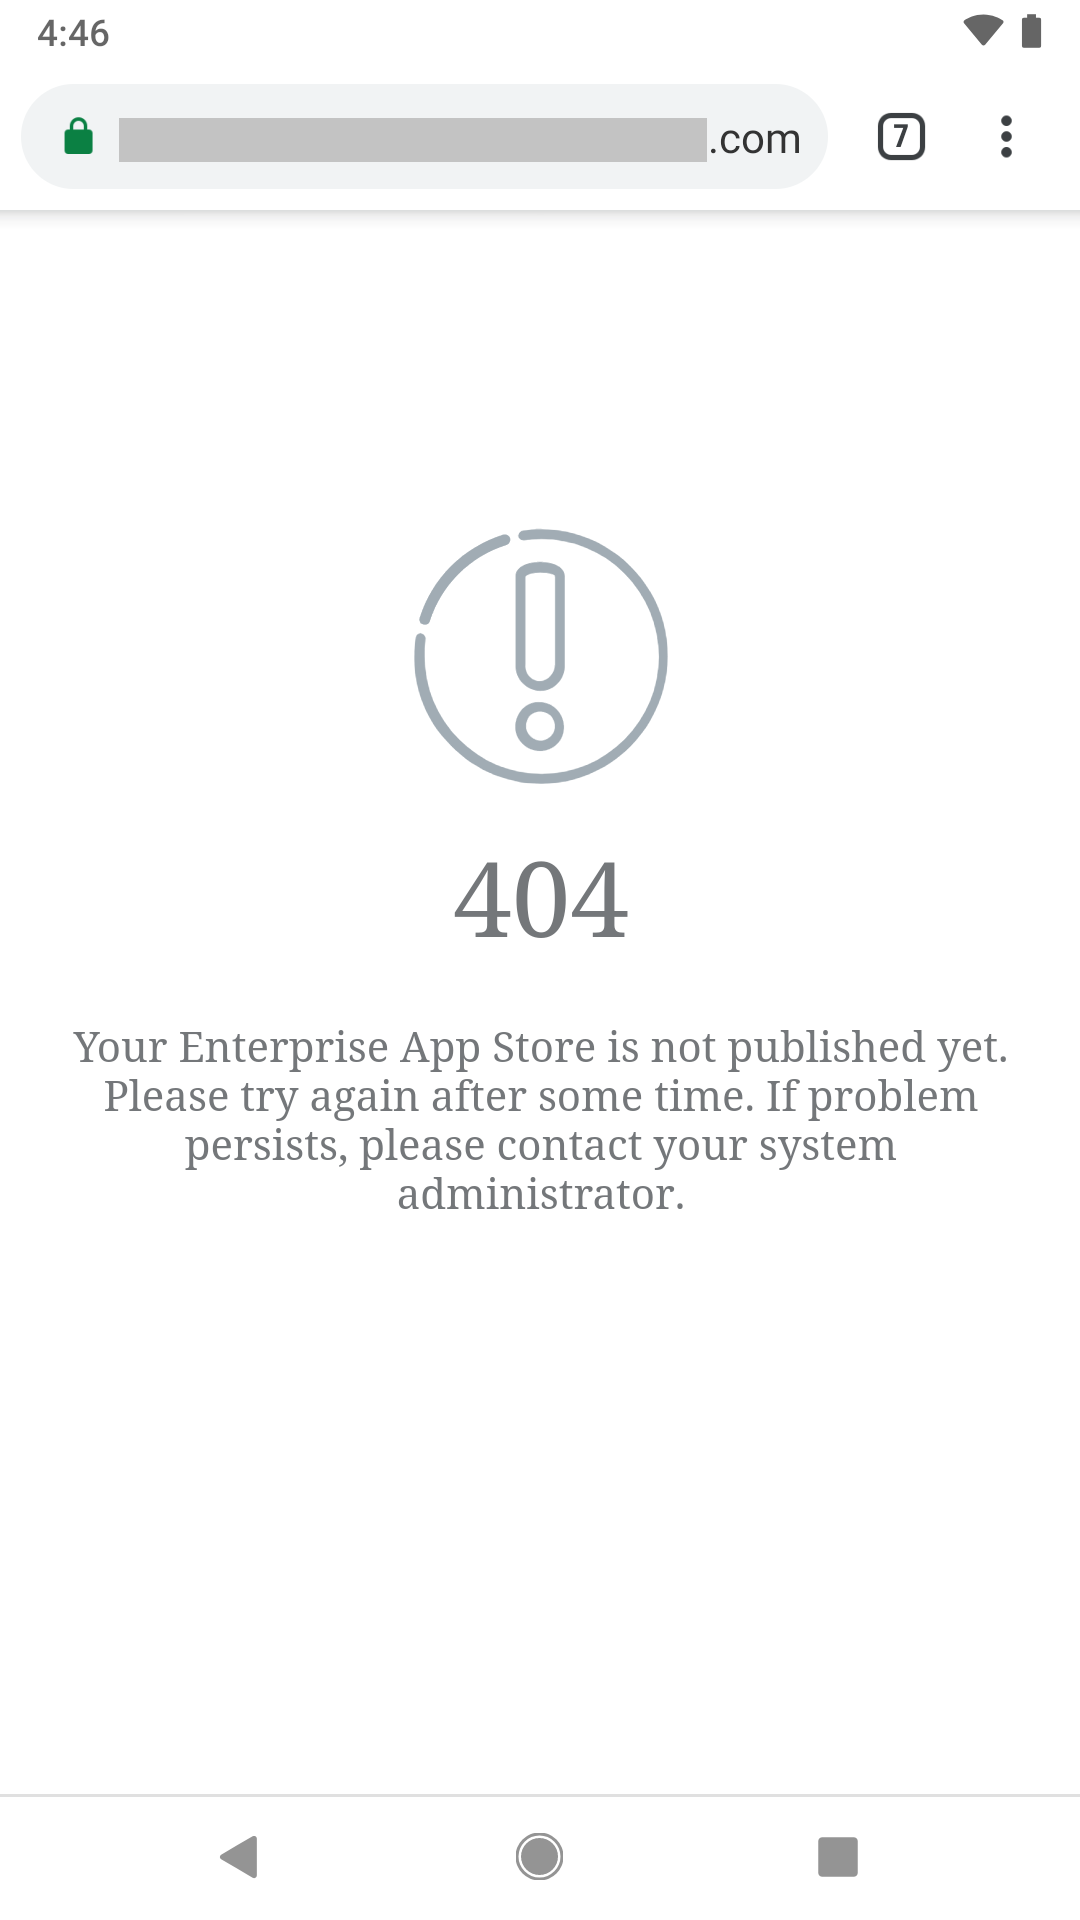 4:46
.com
7
404
Your Enterprise App Store is not published yet.
Please try again after some time. If problem
persists, please contact your system
administrator.